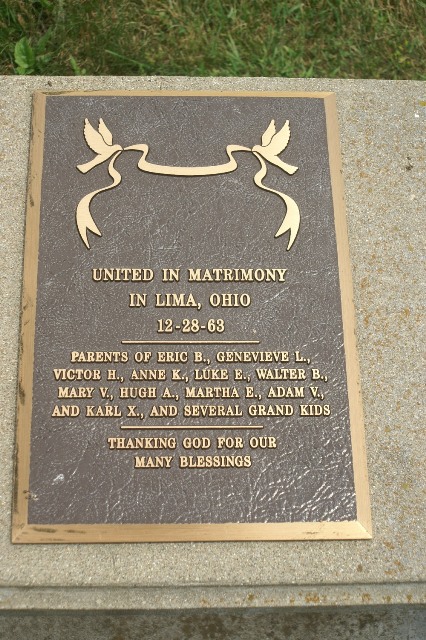 UNITED IN MATRIMONY
IN LIMA, OHIO
12-28-63
PARENTS OF ERIC B., GENEVIEVE L.,
VICTOR H., ANNE K., LUKE E., WALTER B.,
MARY V., HUGH A., MARTHA E., ADAM V.,
AND KARL X., AND SEVERAL GRAND KIDS
THANKING GOD FOR OUR
MANY BLESSINGS